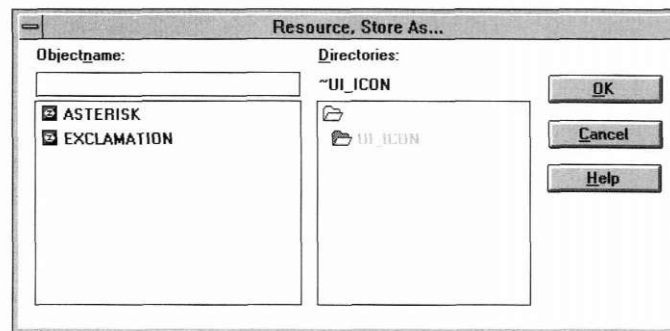 Resource, Store As...
Objectname:
Directories:
~UI_ICON
OK
ASTERISK
EXCLAMATION
UI_ICON
Cancel
Help